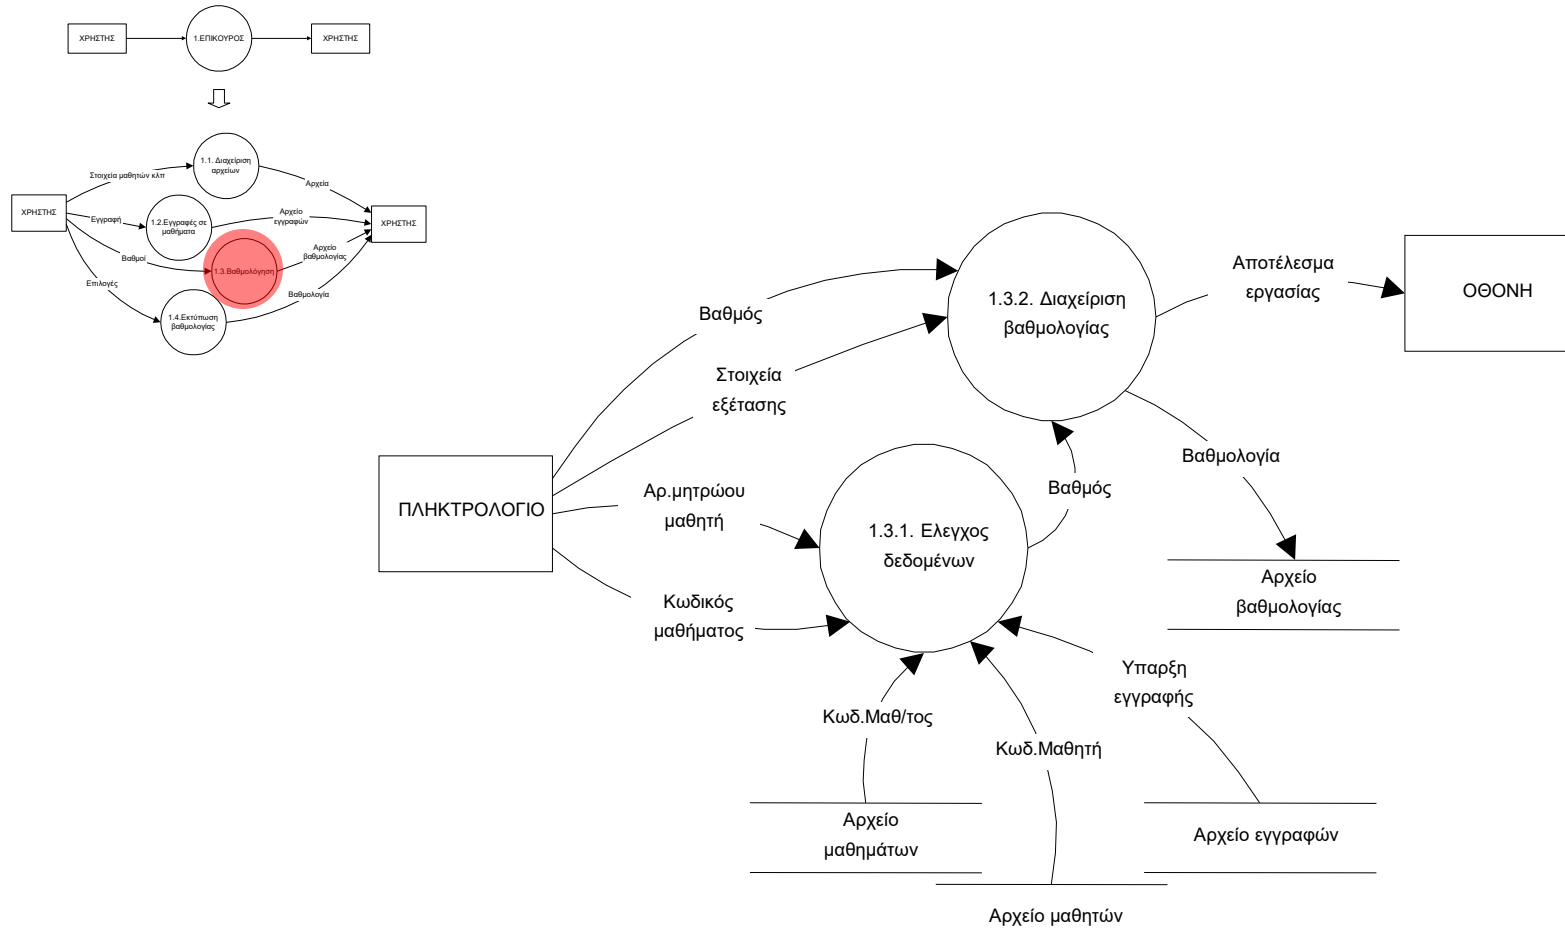 ΧΡΗΣΤΗΣ
1.ΕΠΙΚΟΥΡΟΣ
ΧΡΗΣΤΗΣ
1.1. Διαχείριση
αρχείων
Στοιχεία μαθητών κλπ
Αρχεία
ΧΡΗΣΤΗΣ
Εγγραφή
1.2.Εγγραφές σε
μαθήματα
Αρχείο
εγγραφών
ΧΡΗΣΤΗΣ
Βαθμοί
1.3.Βαθμολόγηση
Αρχείο
βαθμολογίας
Επιλογές
1.4.Εκτύπωση
βαθμολογίας
Βαθμολογία
Βαθμός
1.3.2. Διαχείριση
βαθμολογίας
Αποτέλεσμα
εργασίας
ΟΘΟΝΗ
Στοιχεία
εξέτασης
Βαθμολογία
ΠΛΗΚΤΡΟΛΟΓΙΟ
Αρ.μητρώου
μαθητή
1.3.1. Ελεγχος
δεδομένων
Βαθμός
Αρχείο
βαθμολογίας
Κωδικός
μαθήματος
Κωδ.Μαθ/τος
Κωδ.Μαθητή
Υπαρξη
εγγραφής
Αρχείο
μαθημάτων
Αρχείο εγγραφών
Αρχείο μαθητών